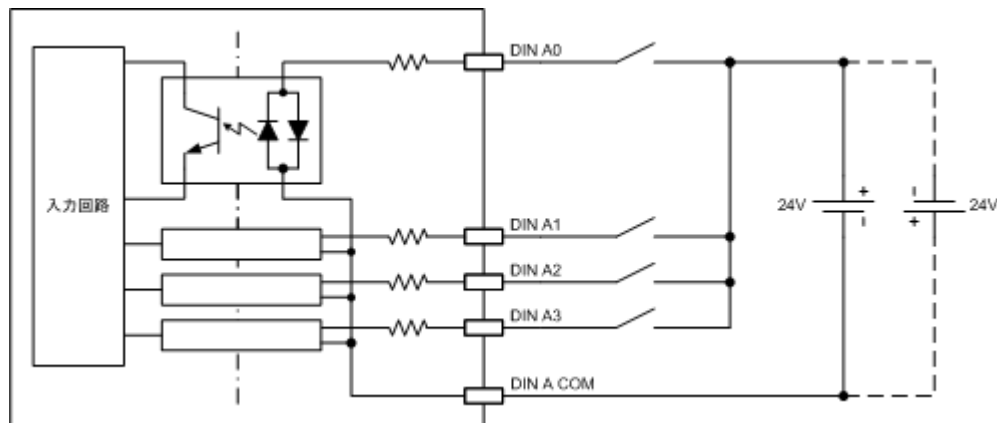 DIN A0
入力回路
24V
+
-
-
+
24V
DIN A1
DIN A2
DIN A3
DIN A COM